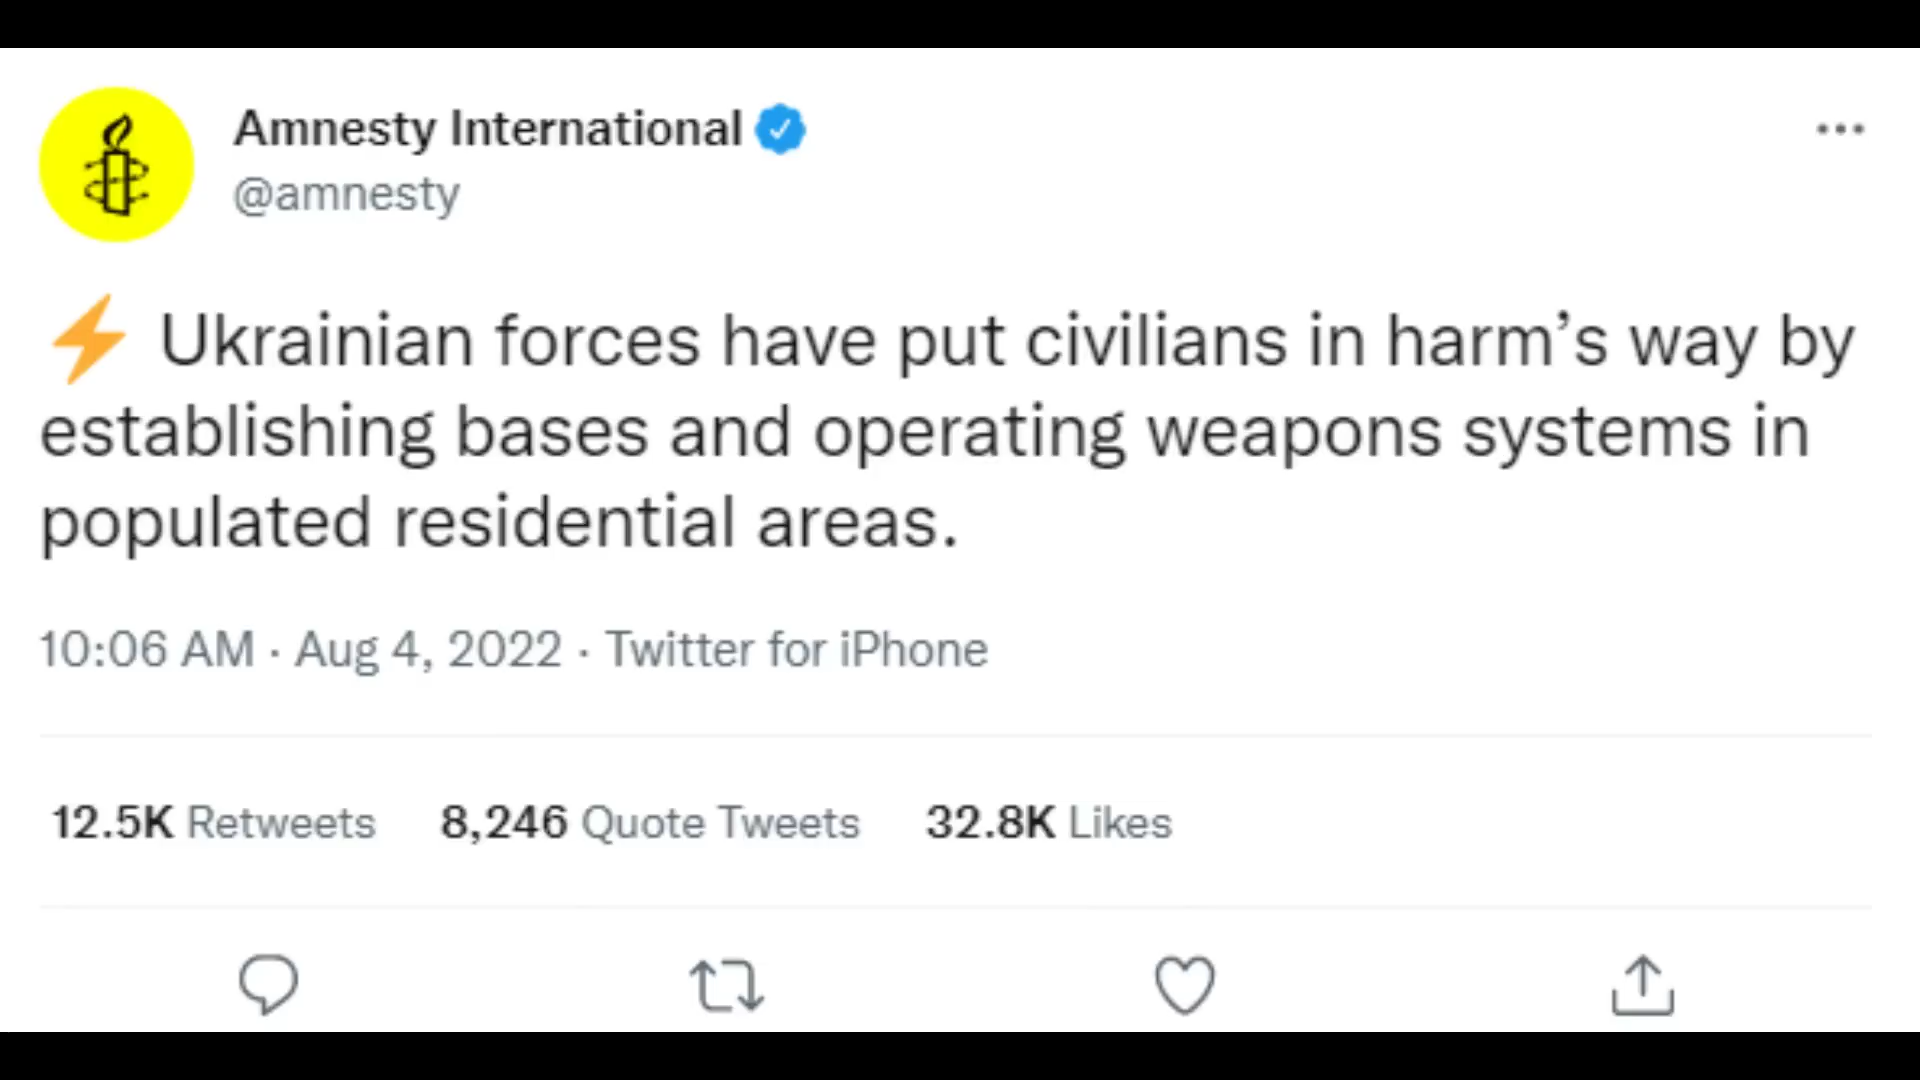 Amnesty International
@amnesty
⚡ Ukrainian forces have put civilians in harm’s way by
establishing bases and operating weapons systems in
populated residential areas.
10:06 AM · Aug 4, 2022 · Twitter for iPhone
12.5K Retweets 8,246 Quote Tweets 32.8K Likes